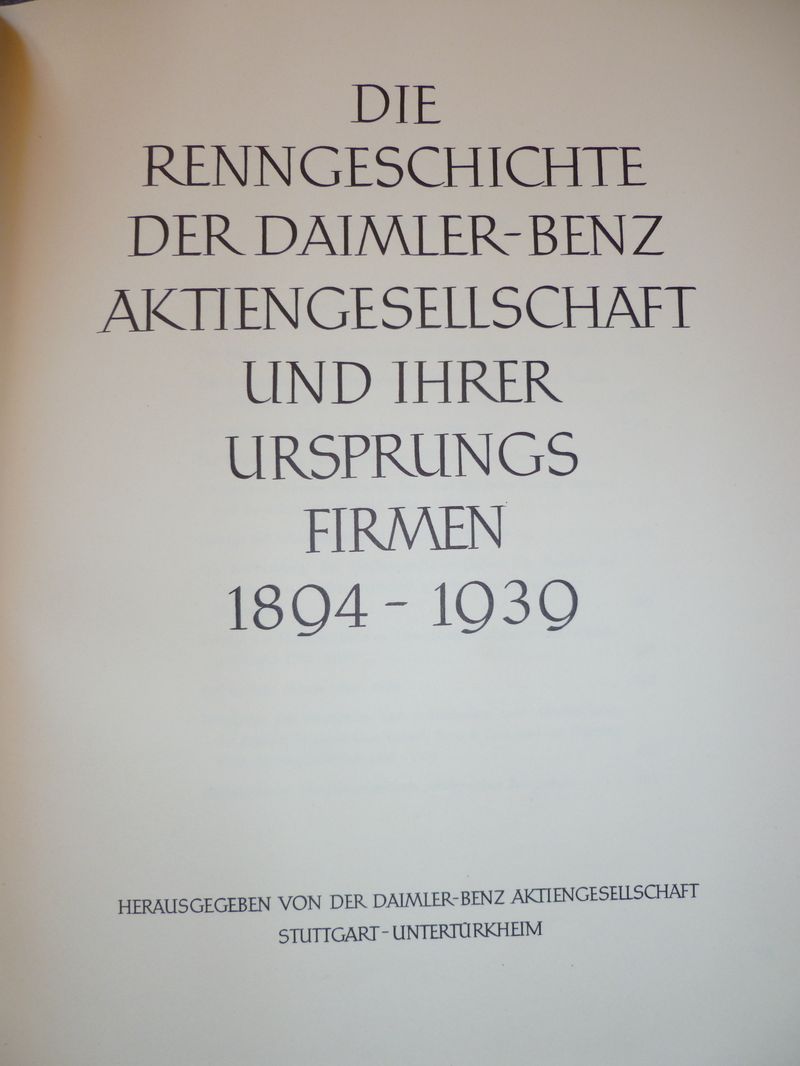 DIE
RENNGESCHICHTE
DER DAIMLER-BENZ
AKTIENGESELLSCHAFT
UND IHRER
URSPRUNGS
FIRMEN
1894 - 1939
HERAUSGEGEBEN VON DER DAIMLER-BENZ AKTIENGESELLSCHAFT
STUTTGART-UNTERTÜRKHEIM